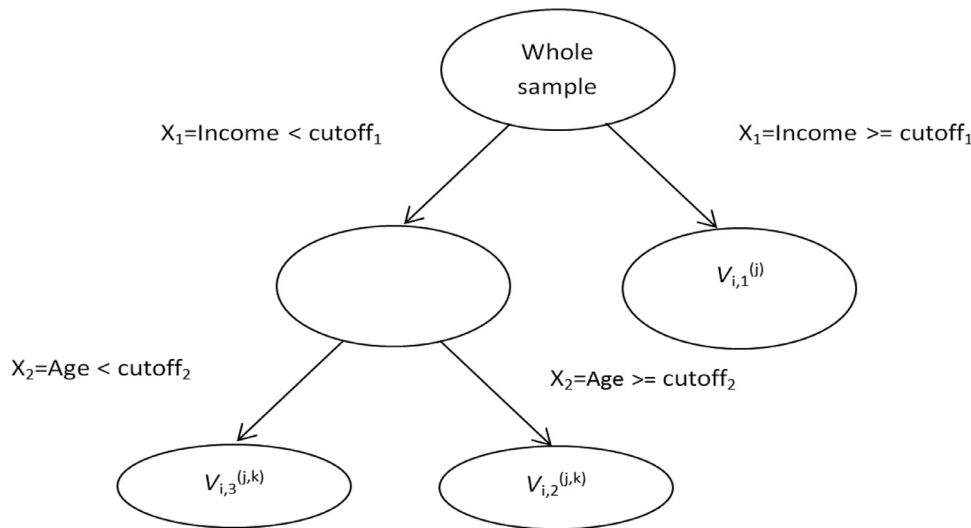 Whole
sample
X₁=Income < cutoff₁
X₁=Income >= cutoff₁
V_{i,1}^{(j)}
X₂=Age < cutoff₂
X₂=Age >= cutoff₂
V_{i,3}^{(j,k)}
V_{i,2}^{(j,k)}